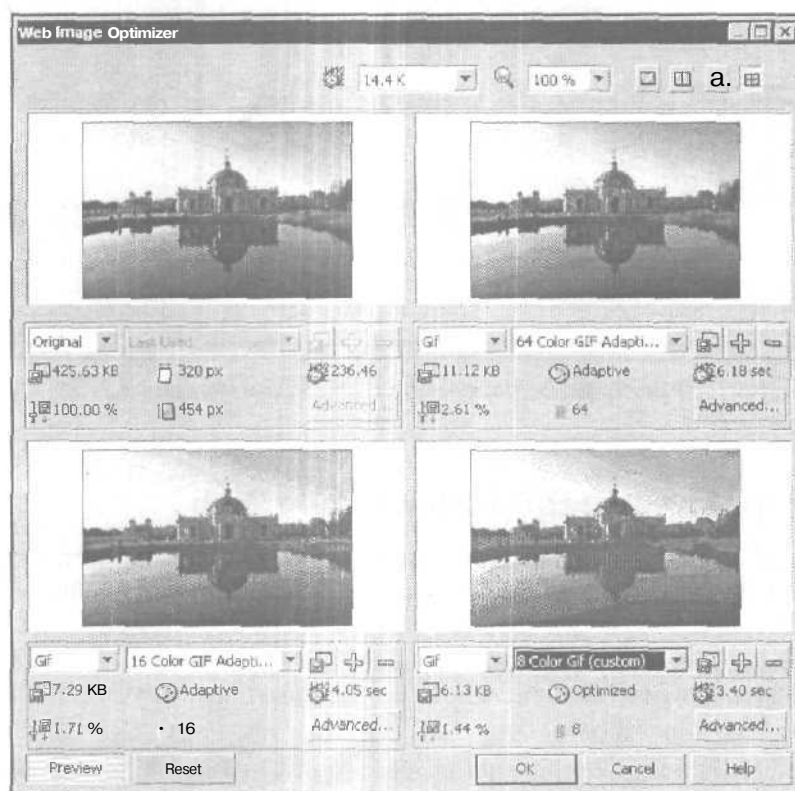 Web Image Optimizer
14.4 K 100 % a.
Original Last Used
425.63 KB 320 px 236.46
100.00 % 454 px Advanced...
Gif 64 Color GIF Adapti...
11.12 KB Adaptive 6.18 sec
2.61 % 64 Advanced...
Gif 16 Color GIF Adapti...
7.29 KB Adaptive 4.05 sec
1.71 % • 16 Advanced...
Gif 8 Color Gif (custom)
6.13 KB Optimized 3.40 sec
1.44 % 8 Advanced...
Preview Reset OK Cancel Help